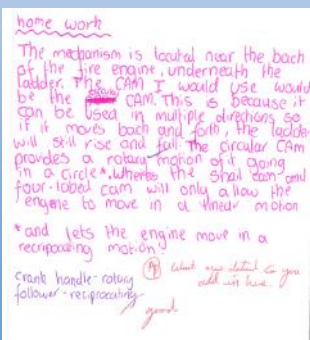 home work
The mechanism is located near the back
of the fire engine, underneath the
ladder. The CAM I would use would
be the circular CAM. This is because it
can be used in multiple directions so
if it moves back and forth, the ladder
will still rise and fall. The circular CAM
provides a rotary motion of it going
in a circle*, wheras the snail cam and
four-lobed cam will only allow the
engine to move in a linear motion
*and lets the engine move in a
recriprocating motion.
crank handle - rotary
follower - reciprocating
What new detail can you
add in here.
good